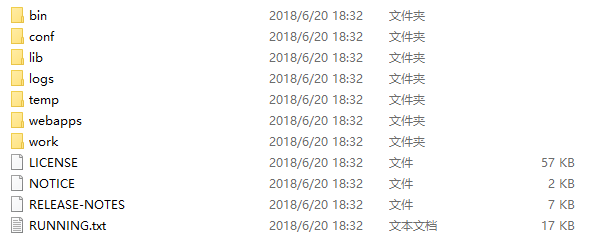 bin 2018/6/20 18:32 文件夹
conf 2018/6/20 18:32 文件夹
lib 2018/6/20 18:32 文件夹
logs 2018/6/20 18:32 文件夹
temp 2018/6/20 18:32 文件夹
webapps 2018/6/20 18:32 文件夹
work 2018/6/20 18:32 文件夹
LICENSE 2018/6/20 18:32 文件 57 KB
NOTICE 2018/6/20 18:32 文件 2 KB
RELEASE-NOTES 2018/6/20 18:32 文件 7 KB
RUNNING.txt 2018/6/20 18:32 文本文档 17 KB